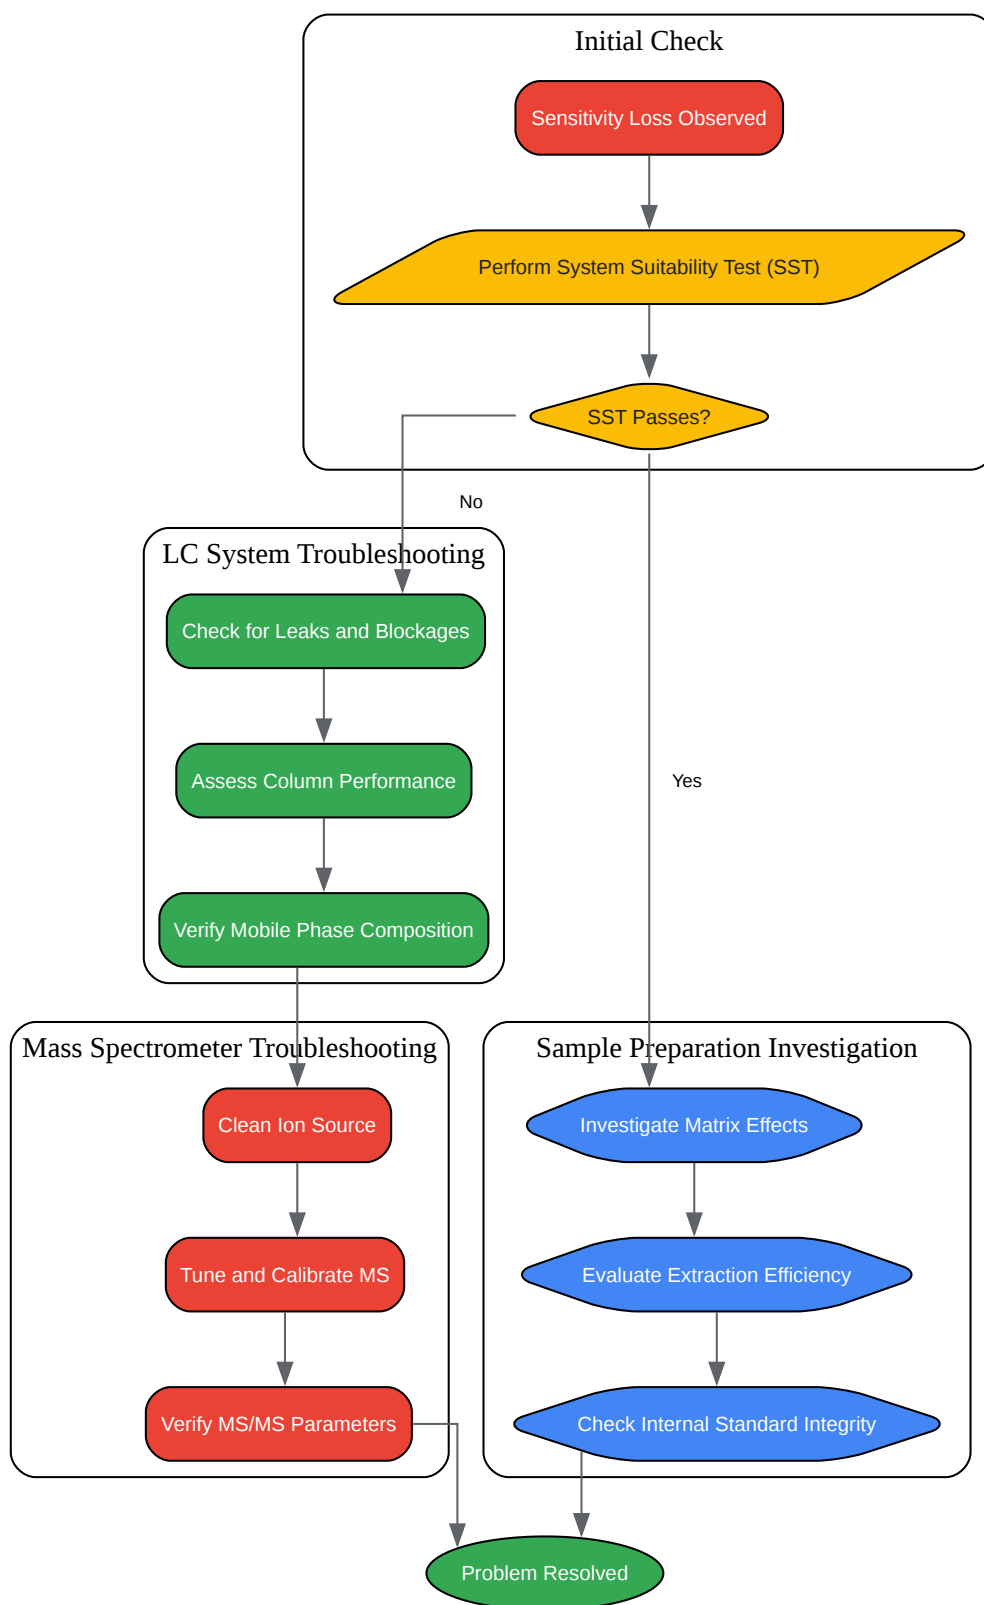 Initial Check
Sensitivity Loss Observed
Perform System Suitability Test (SST)
SST Passes?
No
LC System Troubleshooting
Check for Leaks and Blockages
Assess Column Performance
Yes
Verify Mobile Phase Composition
Mass Spectrometer Troubleshooting
Clean Ion Source
Tune and Calibrate MS
Verify MS/MS Parameters
Sample Preparation Investigation
Investigate Matrix Effects
Evaluate Extraction Efficiency
Check Internal Standard Integrity
Problem Resolved